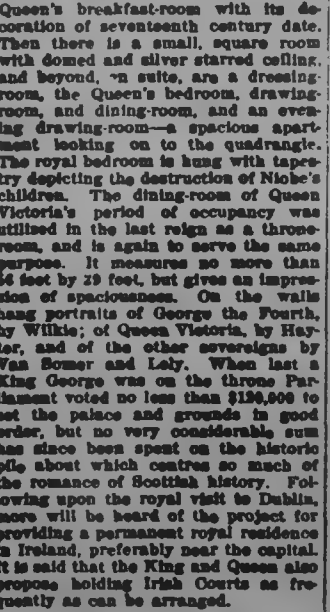 Queen's breakfast-room with its de-
coration of seventeenth century date.
Then there is a small, square room
with domed and silver starred ceiling,
and beyond, en suite, are a dressing-
room, the Queen's bedroom, drawing-
room, and dining-room, and an even-
ing drawing-room—a spacious apart-
ment looking on to the quadrangle.
The royal bedroom is hung with tapes-
try depicting the destruction of Niobe's
children. The dining-room of Queen
Victoria's period of occupancy was
utilised in the last reign as a throne-
room, and is again to serve the same
purpose. It measures no more than
feet by 29 feet, but gives an impres-
sion of spaciousness. On the walls
hang portraits of George the Fourth,
by Wilkie; of Queen Victoria, by Hay-
ter, and of the other sovereigns by
Van Somer and Lely. When last a
King George was on the throne Par-
liament voted no less than $120,000 to
set the palace and grounds in good
order, but no very considerable sum
has since been spent on the historic
pile about which centres so much of
the romance of Scottish history. Fol-
lowing upon the royal visit to Dublin,
more will be heard of the project for
providing a permanent royal residence
in Ireland, preferably near the capital.
It is said that the King and Queen also
propose holding Irish Courts as fre-
quently as can be arranged.